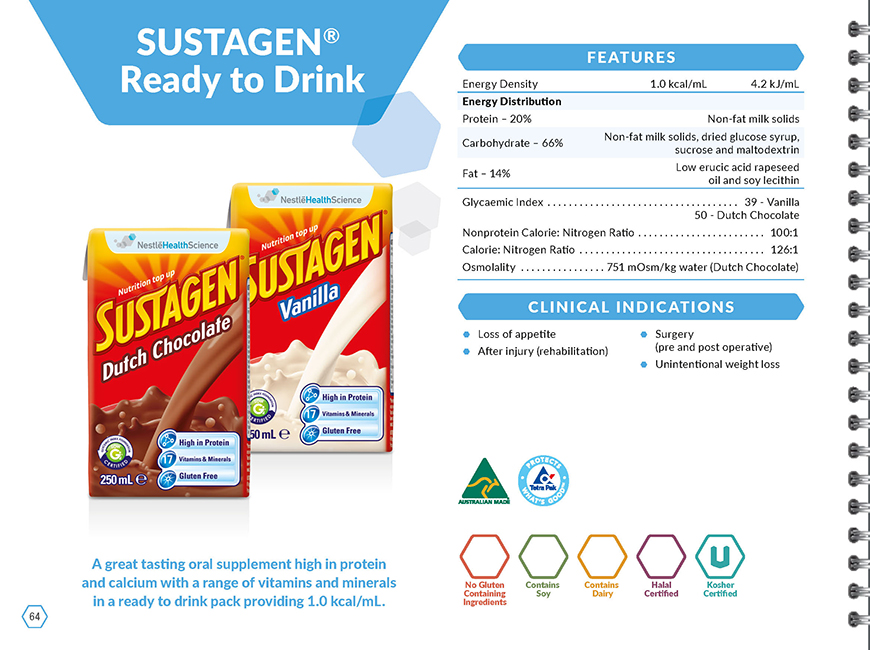 SUSTAGEN®
Ready to Drink
NestléHealthScience
Nutrition top up
SUSTAGEN®
Vanilla
High in Protein
17 Vitamins & Minerals
Gluten Free
50 mL e
CERTIFIED
NestléHealthScience
Nutrition top up
SUSTAGEN®
Dutch Chocolate
High in Protein
17 Vitamins & Minerals
Gluten Free
G
CERTIFIED
250 mL e
A great tasting oral supplement high in protein
and calcium with a range of vitamins and minerals
in a ready to drink pack providing 1.0 kcal/mL.
64
FEATURES
Energy Density 1.0 kcal/mL 4.2 kJ/mL
Energy Distribution
Protein – 20% Non-fat milk solids
Carbohydrate – 66% Non-fat milk solids, dried glucose syrup,
sucrose and maltodextrin
Fat – 14% Low erucic acid rapeseed
oil and soy lecithin
Glycaemic Index . . . . . . . . . . . . . . . . . . . . . . . . . . . . . . . . . . . . 39 - Vanilla
50 - Dutch Chocolate
Nonprotein Calorie: Nitrogen Ratio . . . . . . . . . . . . . . . . . . . . . . . . 100:1
Calorie: Nitrogen Ratio . . . . . . . . . . . . . . . . . . . . . . . . . . . . . . . . . . . 126:1
Osmolality . . . . . . . . . . . . . . . . 751 mOsm/kg water (Dutch Chocolate)
CLINICAL INDICATIONS
Loss of appetite
After injury (rehabilitation)
Surgery
(pre and post operative)
Unintentional weight loss
AUSTRALIAN MADE
PROTECTS
Tetra Pak
WHAT'S GOOD™
No Gluten
Containing
Ingredients
Contains
Soy
Contains
Dairy
Halal
Certified
U
Kosher
Certified